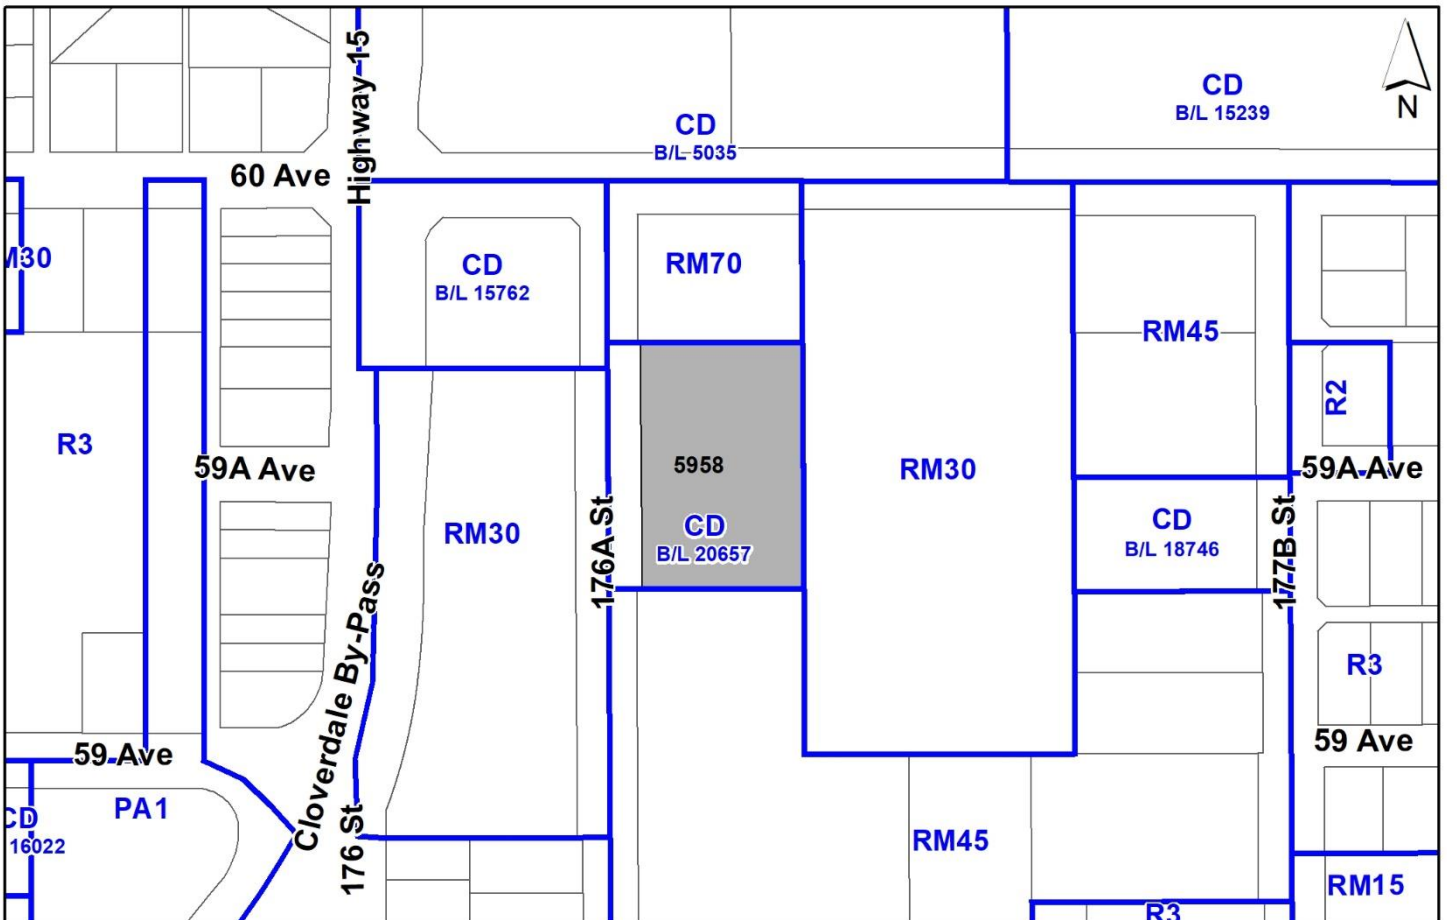 Highway 15
CD
B/L 15239
N
CD
B/L 5035
60 Ave
M30
CD
B/L 15762
RM70
RM45
R2
R3
59A Ave
5958
RM30
59A Ave
RM30
176A St
CD
B/L 20657
CD
B/L 18746
177B St
Cloverdale By-Pass
R3
59 Ave
59 Ave
PA1
CD
16022
176 St
RM45
RM15
R3